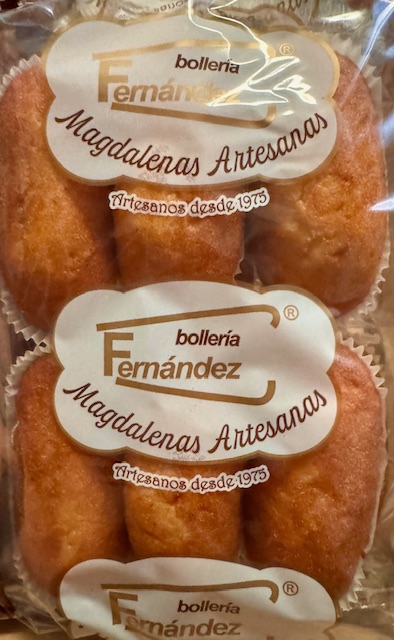 bollería
Fernández
®
Magdalenas Artesanas
Artesanos desde 1975
bollería
Fernández
®
Magdalenas Artesanas
Artesanos desde 1975
bollería
Fernández
®